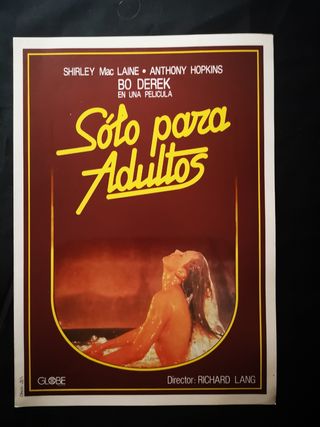 SHIRLEY Mac LAINE • ANTHONY HOPKINS
BO DEREK
EN UNA PELICULA
Sólo para
Adultos
GLOBE
Director: RICHARD LANG